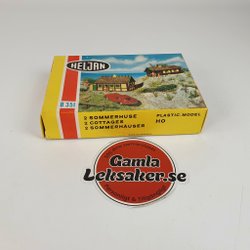 HELJAN
B 351
2 SOMMERHUSE
2 COTTAGES
2 SOMMERHÄUSER
PLASTIC-MODEL
HO
Gamla
Leksaker.se